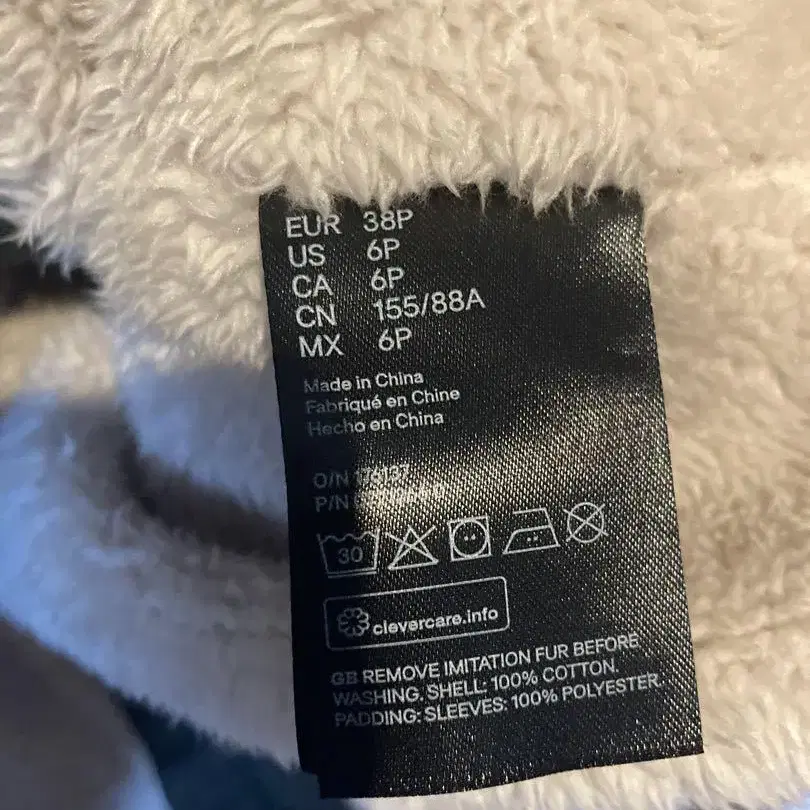 EUR 38P
US 6P
CA 6P
CN 155/88A
MX 6P
Made in China
Fabriqué en Chine
Hecho en China
O/N
P/N
30
clevercare.info
GB REMOVE IMITATION FUR BEFORE
WASHING. SHELL: 100% COTTON.
PADDING: SLEEVES: 100% POLYESTER.